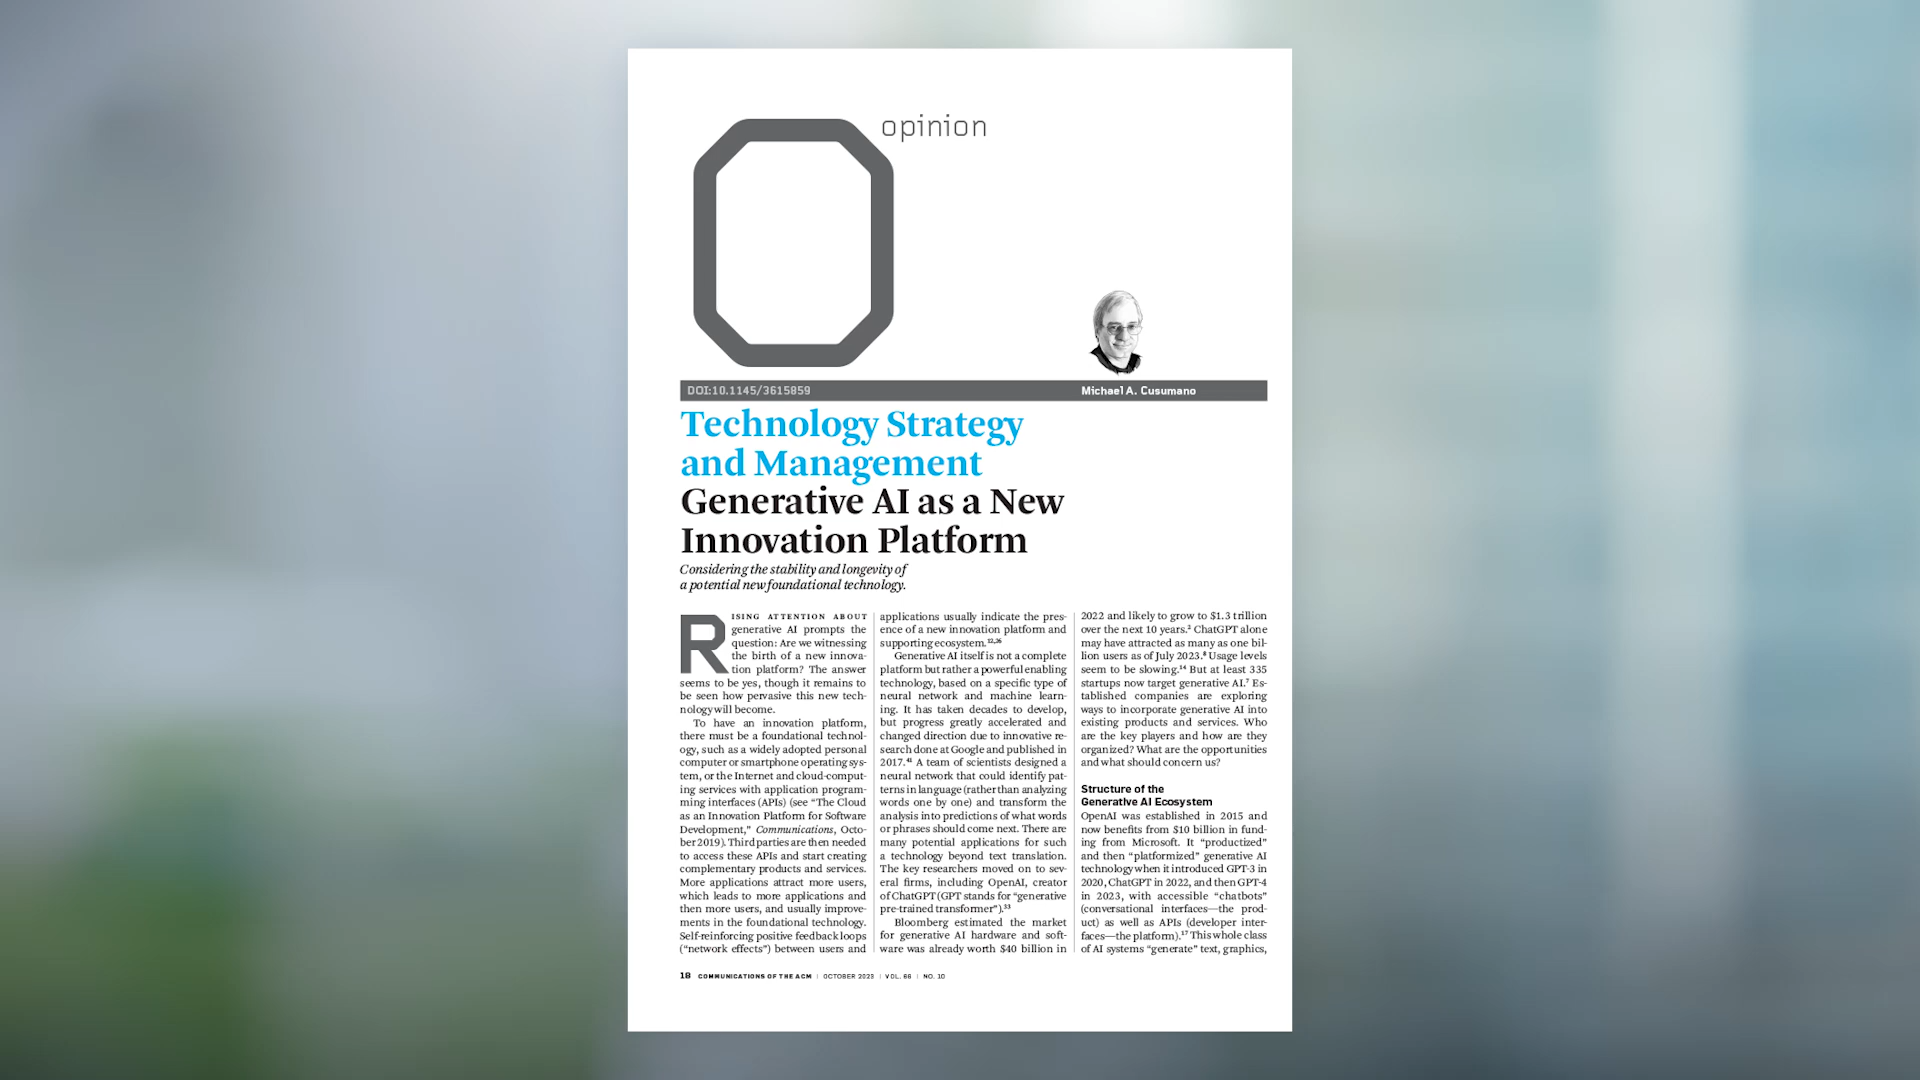 opinion
DOI:10.1145/3615859
Michael A. Cusumano
Technology Strategy
and Management
Generative AI as a New
Innovation Platform
Considering the stability and longevity of
a potential new foundational technology.
RISING ATTENTION ABOUT
generative AI prompts the
question: Are we witnessing
the birth of a new innova-
tion platform? The answer
seems to be yes, though it remains to
be seen how pervasive this new tech-
nology will become.
To have an innovation platform,
there must be a foundational technol-
ogy, such as a widely adopted personal
computer or smartphone operating sys-
tem, or the Internet and cloud-comput-
ing services with application program-
ming interfaces (APIs) (see “The Cloud
as an Innovation Platform for Software
Development,” Communications, Octo-
ber 2019). Third parties are then needed
to access these APIs and start creating
complementary products and services.
More applications attract more users,
which leads to more applications and
then more users, and usually improve-
ments in the foundational technology.
Self-reinforcing positive feedback loops
(“network effects”) between users and
applications usually indicate the pres-
ence of a new innovation platform and
supporting ecosystem.12,26
Generative AI itself is not a complete
platform but rather a powerful enabling
technology, based on a specific type of
neural network and machine learn-
ing. It has taken decades to develop,
but progress greatly accelerated and
changed direction due to innovative re-
search done at Google and published in
2017.41 A team of scientists designed a
neural network that could identify pat-
terns in language (rather than analyzing
words one by one) and transform the
analysis into predictions of what words
or phrases should come next. There are
many potential applications for such
a technology beyond text translation.
The key researchers moved on to sev-
eral firms, including OpenAI, creator
of ChatGPT (GPT stands for “generative
pre-trained transformer”).33
Bloomberg estimated the market
for generative AI hardware and soft-
ware was already worth $40 billion in
2022 and likely to grow to $1.3 trillion
over the next 10 years.2 ChatGPT alone
may have attracted as many as one bil-
lion users as of July 2023.8 Usage levels
seem to be slowing.14 But at least 335
startups now target generative AI.7 Es-
tablished companies are exploring
ways to incorporate generative AI into
existing products and services. Who
are the key players and how are they
organized? What are the opportunities
and what should concern us?
Structure of the
Generative AI Ecosystem
OpenAI was established in 2015 and
now benefits from $10 billion in fund-
ing from Microsoft. It “productized”
and then “platformized” generative AI
technology when it introduced GPT-3 in
2020, ChatGPT in 2022, and then GPT-4
in 2023, with accessible “chatbots”
(conversational interfaces—the prod-
uct) as well as APIs (developer inter-
faces—the platform).17 This whole class
of AI systems “generate” text, graphics,
18 COMMUNICATIONS OF THE ACM | OCTOBER 2023 | VOL. 66 | NO. 10